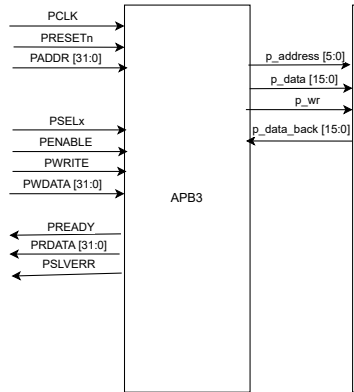 PCLK
PRESETn
PADDR [31:0]
p_address [5:0]
p_data [15:0]
p_wr
PSELx
p_data_back [15:0]
PENABLE
PWRITE
PWDATA [31:0]
APB3
PREADY
PRDATA [31:0]
PSLVERR